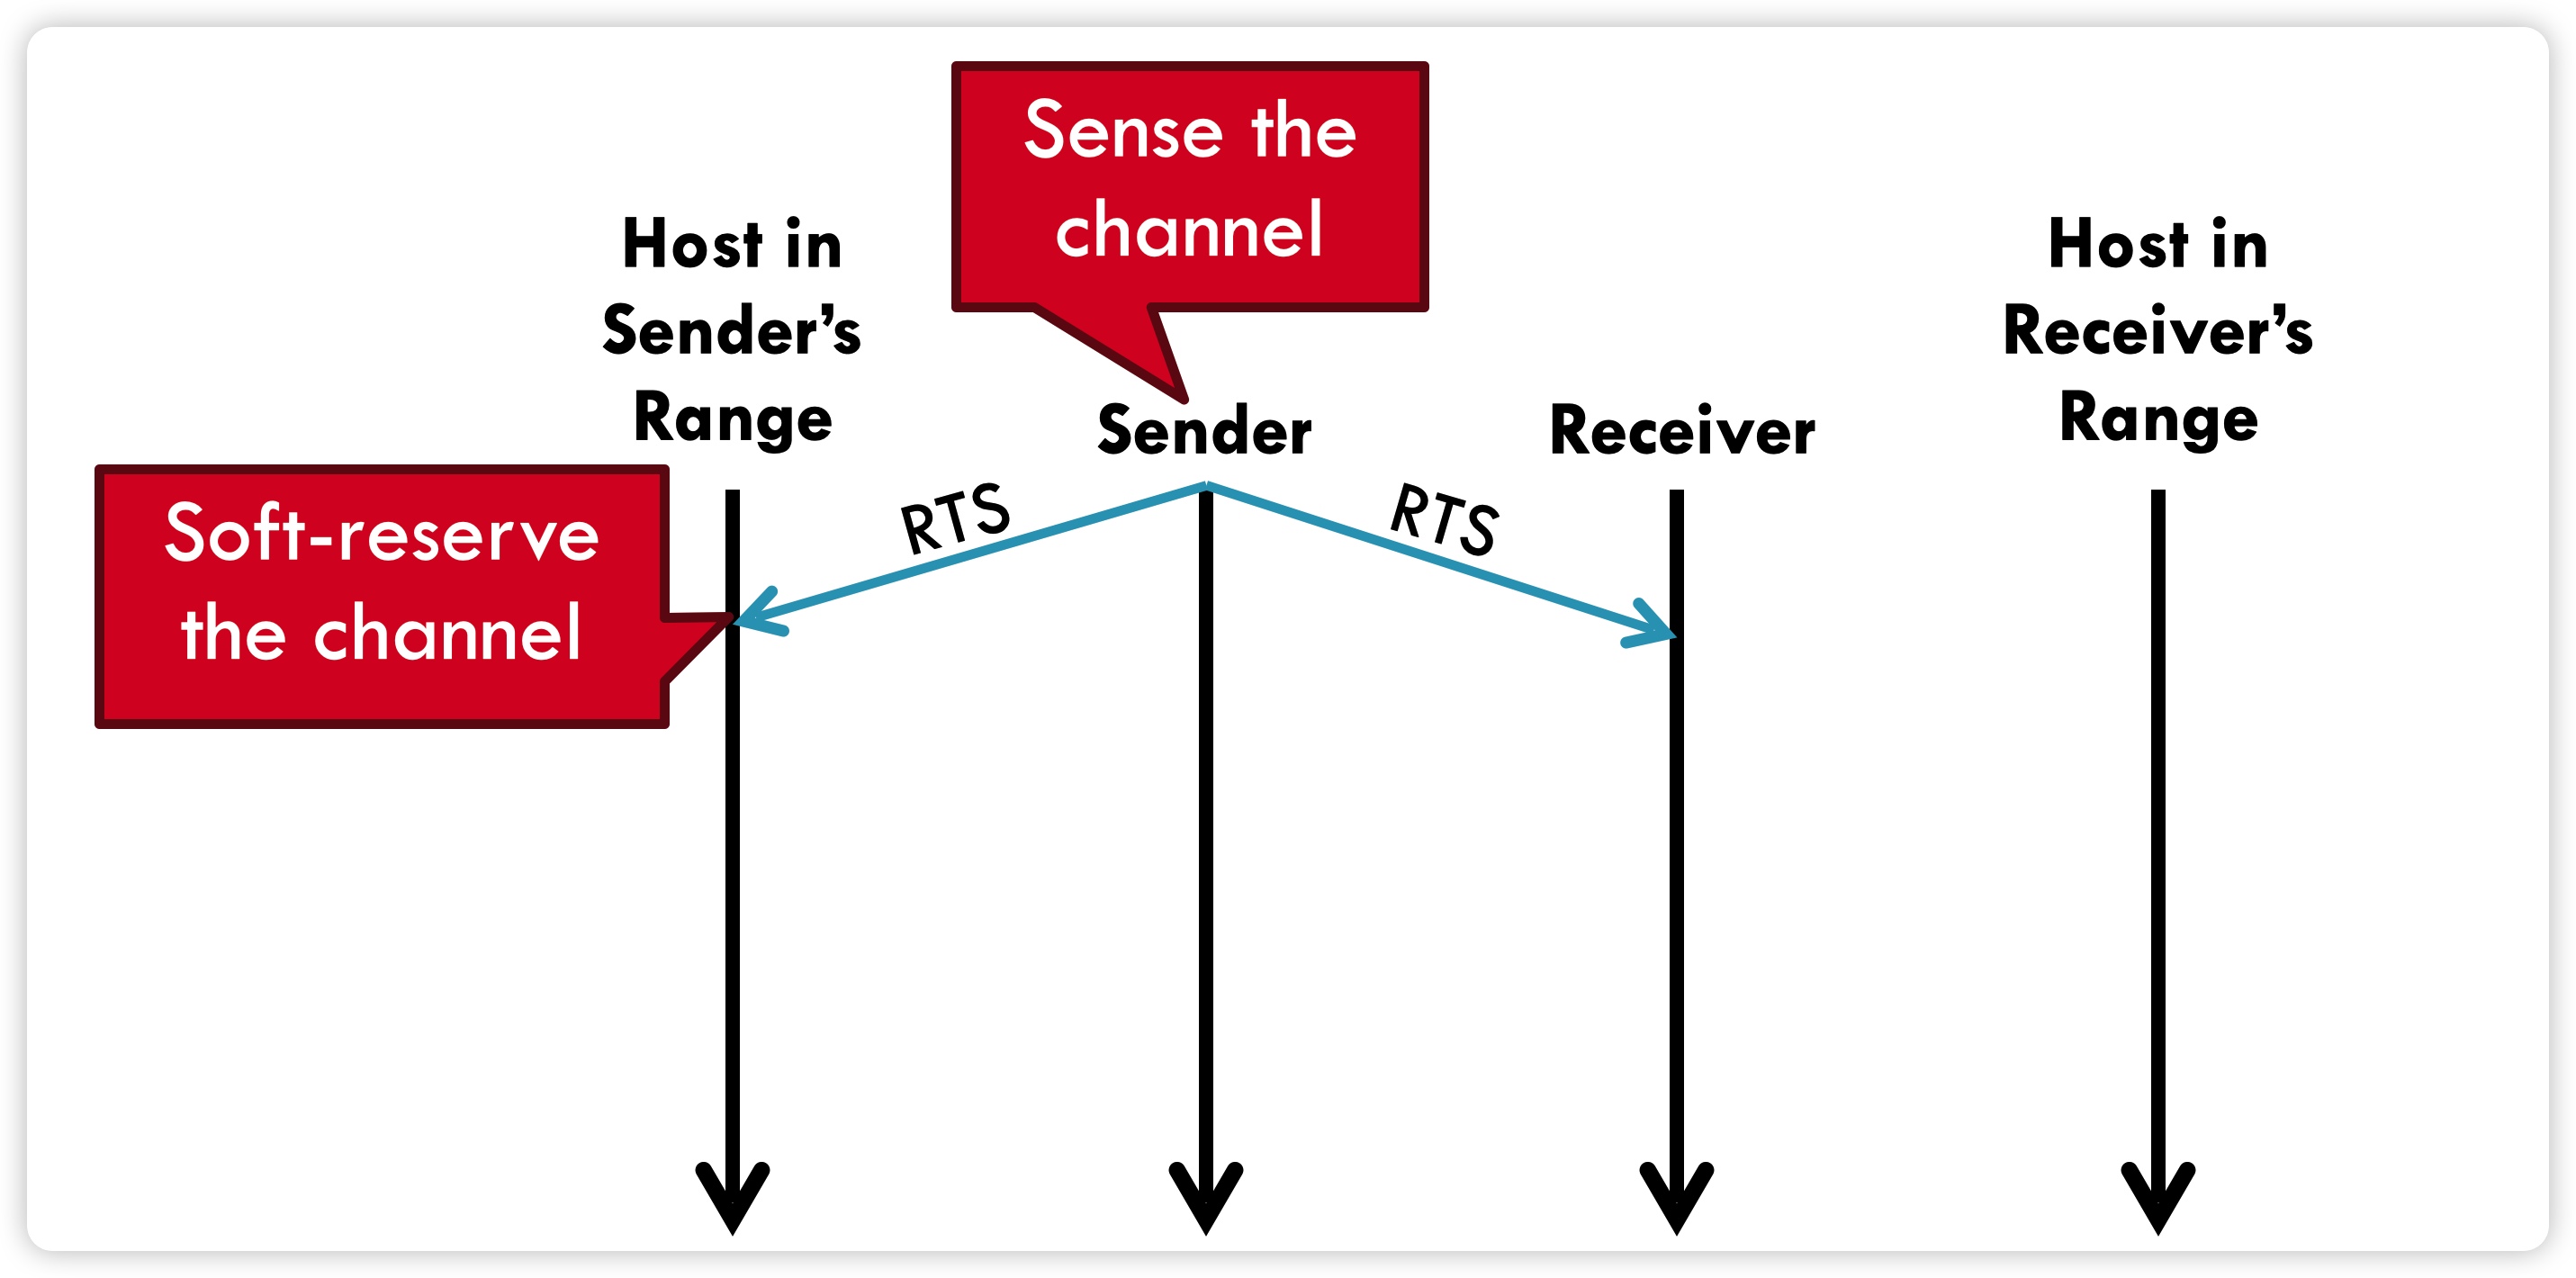 Sense the
channel
Host in
Sender’s
Range
Sender
Receiver
Host in
Receiver’s
Range
Soft-reserve
the channel
RTS
RTS